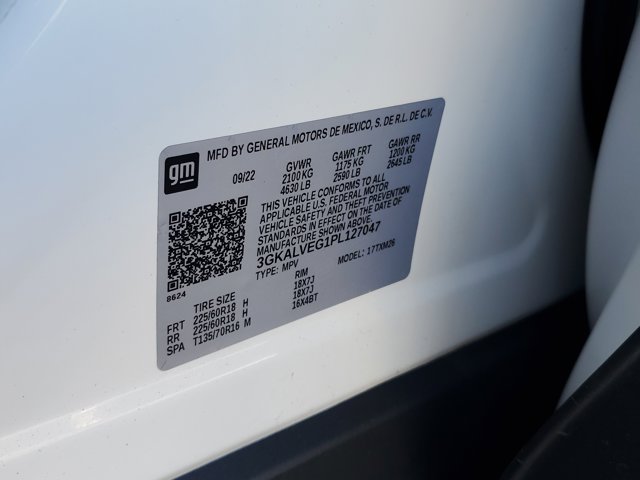 gm
MFD BY GENERAL MOTORS DE MEXICO, S. DE R.L. DE C.V.
09/22 GVWR GAWR FRT GAWR RR
2100 KG 1175 KG 1200 KG
4630 LB 2590 LB 2645 LB
THIS VEHICLE CONFORMS TO ALL
APPLICABLE U.S. FEDERAL MOTOR
VEHICLE SAFETY AND THEFT PREVENTION
STANDARDS IN EFFECT ON THE DATE OF
MANUFACTURE SHOWN ABOVE.
3GKALVEG1PL127047
TYPE: MPV MODEL: 17TXM26
8624
TIRE SIZE RIM
FRT 225/60R18 H 18X7J
RR 225/60R18 H 18X7J
SPA T135/70R16 M 16X4BT